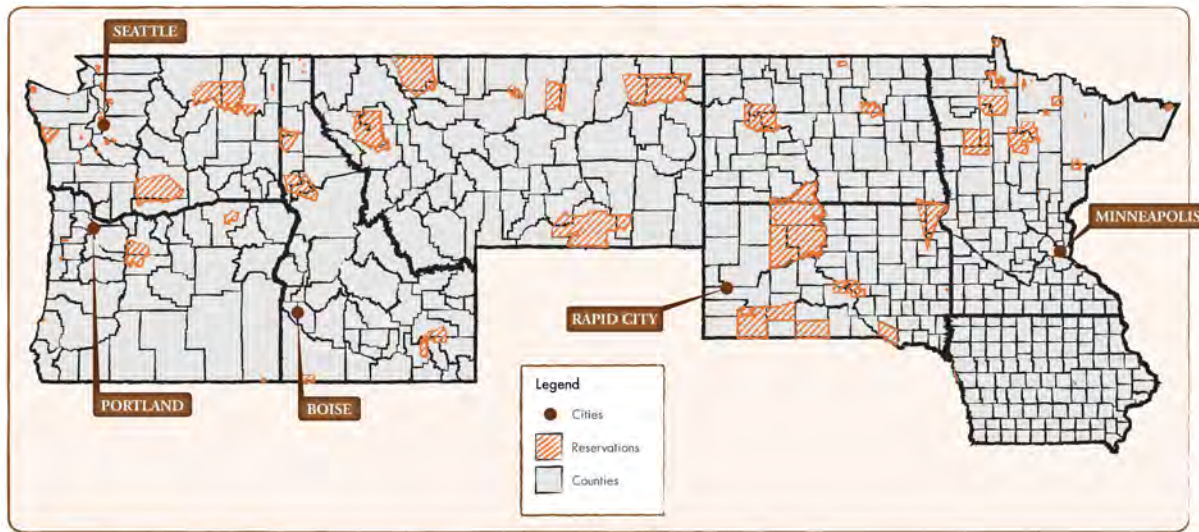 SEATTLE
MINNEAPOLIS
RAPID CITY
PORTLAND
BOISE
Legend
Cities
Reservations
Counties